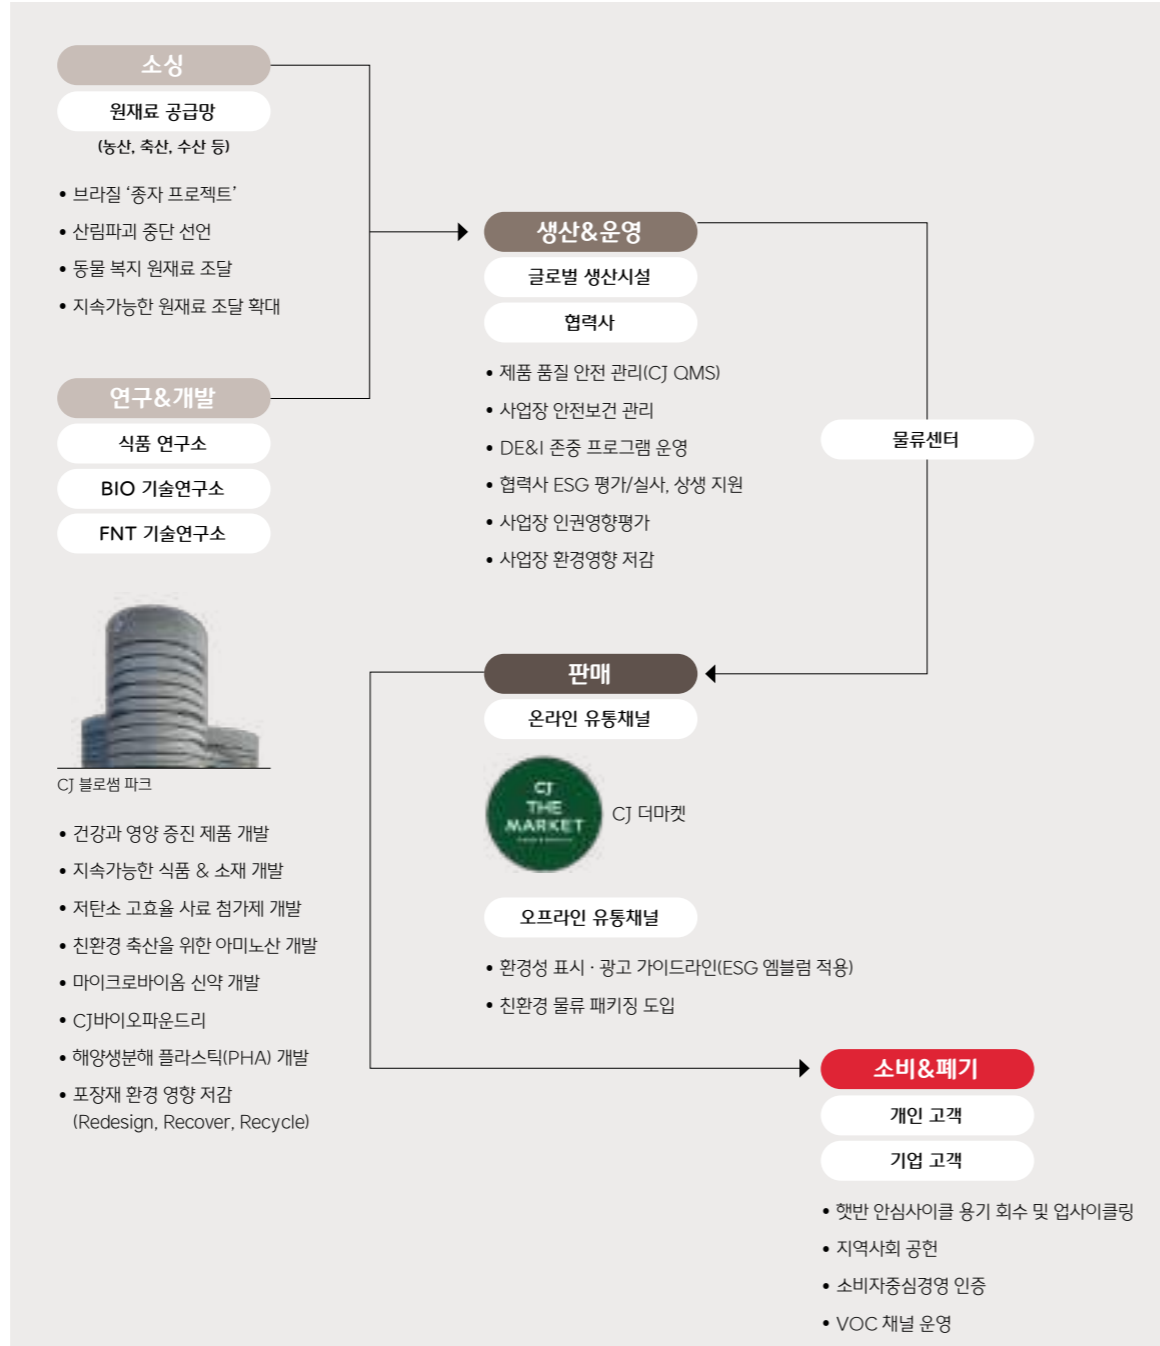 소싱
원재료 공급망
(농산, 축산, 수산 등)
• 브라질 ‘종자 프로젝트’
• 산림파괴 중단 선언
• 동물 복지 원재료 조달
• 지속가능한 원재료 조달 확대
연구&개발
식품 연구소
BIO 기술연구소
FNT 기술연구소
CJ 블로썸 파크
• 건강과 영양 증진 제품 개발
• 지속가능한 식품 & 소재 개발
• 저탄소 고효율 사료 첨가제 개발
• 친환경 축산을 위한 아미노산 개발
• 마이크로바이옴 신약 개발
• CJ바이오파운드리
• 해양생분해 플라스틱(PHA) 개발
• 포장재 환경 영향 저감
(Redesign, Recover, Recycle)
생산&운영
글로벌 생산시설
협력사
• 제품 품질 안전 관리(CJ QMS)
• 사업장 안전보건 관리
• DE&I 존중 프로그램 운영
• 협력사 ESG 평가/실사, 상생 지원
• 사업장 인권영향평가
• 사업장 환경영향 저감
물류센터
판매
온라인 유통채널
CJ
THE
MARKET
CJ 더마켓
오프라인 유통채널
• 환경성 표시 · 광고 가이드라인(ESG 엠블럼 적용)
• 친환경 물류 패키징 도입
소비&폐기
개인 고객
기업 고객
• 햇반 안심사이클 용기 회수 및 업사이클링
• 지역사회 공헌
• 소비자중심경영 인증
• VOC 채널 운영